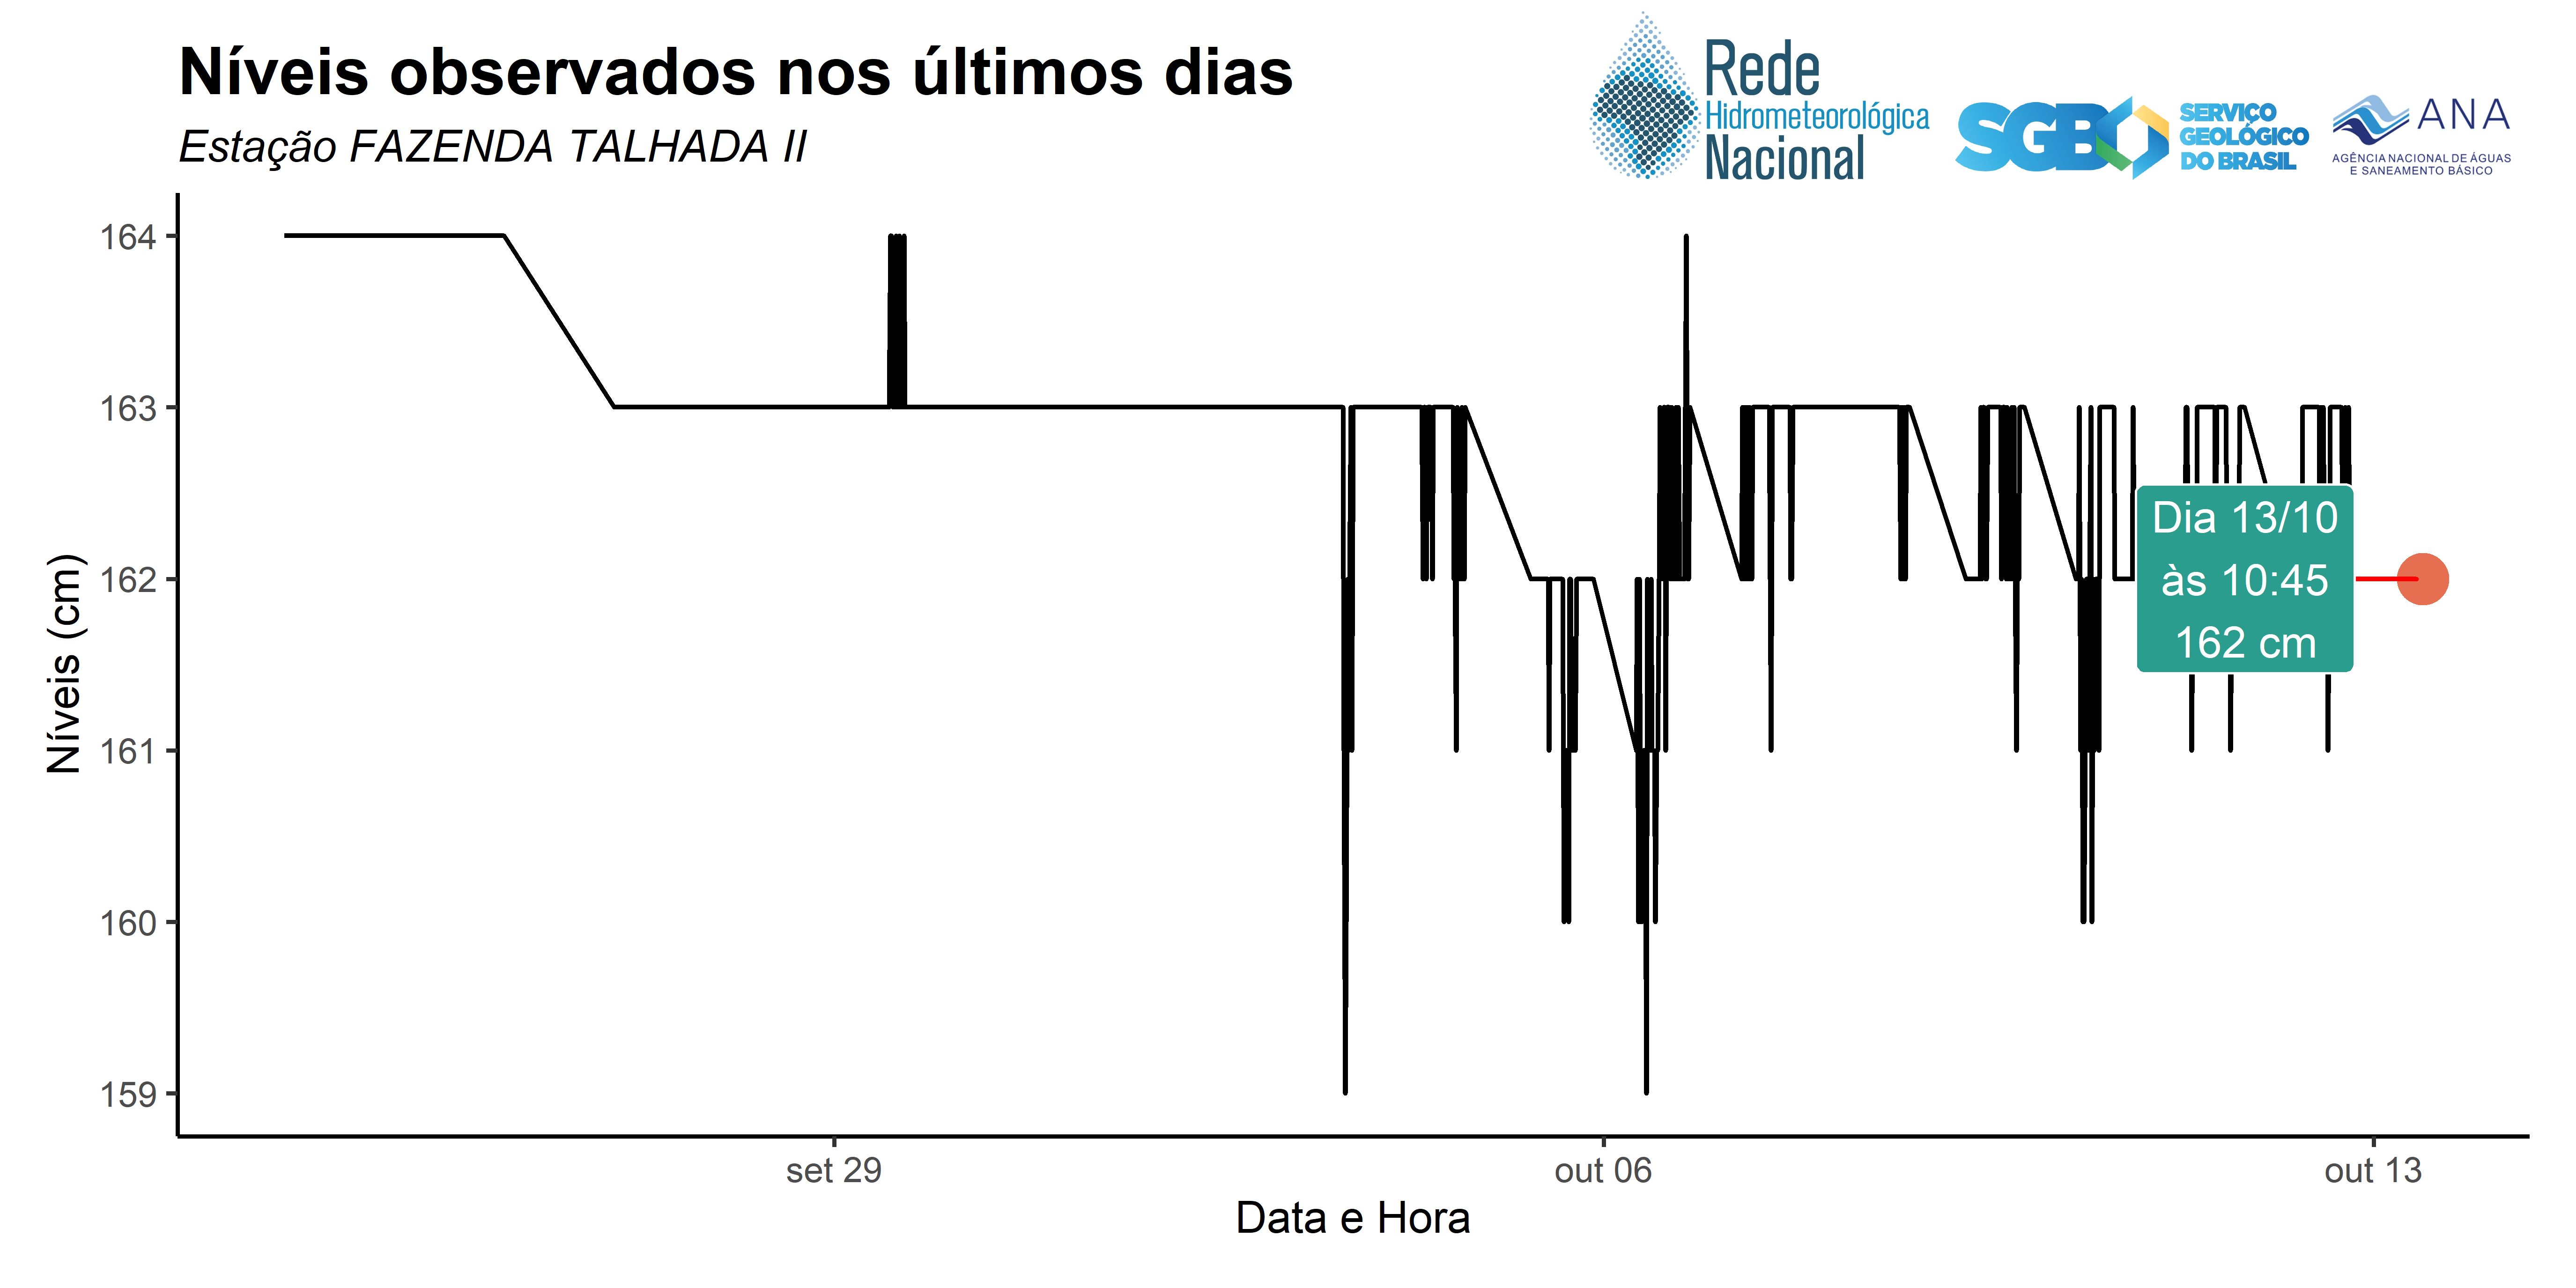 Níveis observados nos últimos dias
Estação FAZENDA TALHADA II
Rede
Hidrometeorológica
Nacional
SGB
SERVIÇO
GEOLÓGICO
DO BRASIL
ANA
AGÊNCIA NACIONAL DE ÁGUAS
E SANEAMENTO BÁSICO
Níveis (cm)
164
163
162
161
160
159
Dia 13/10
às 10:45
162 cm
set 29
out 06
out 13
Data e Hora